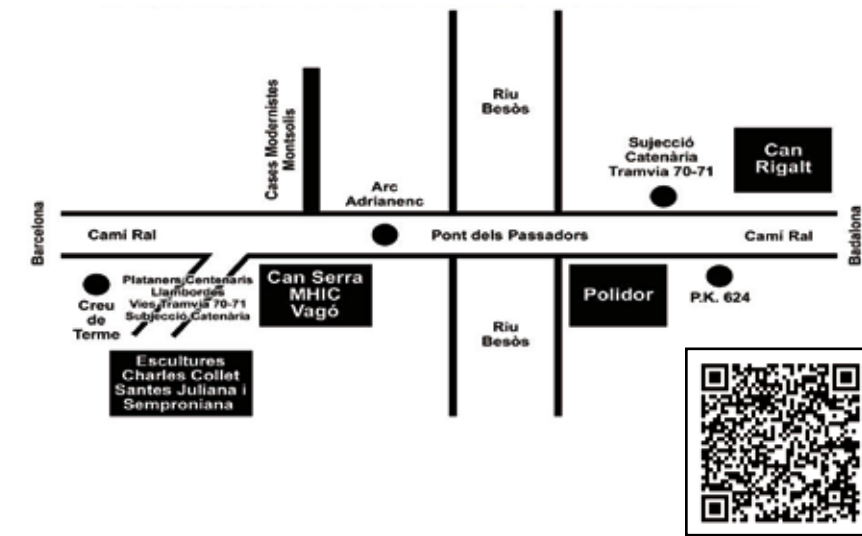 Cases Modernistes
Montsolis
Riu
Besòs
Sujecció
Catenària
Tramvia 70-71
Can
Rigalt
Arc
Adrianenc
Barcelona
Camí Ral
Pont dels Passadors
Camí Ral
Badalona
Creu
de
Terme
Plataners Centenaris
Llambordes
Vies Tramvia 70-71
Subjecció Catenària
Can Serra
MHIC
Vagó
Polidor
P.K. 624
Riu
Besòs
Escultures
Charles Collet
Santes Juliana i
Semproniana